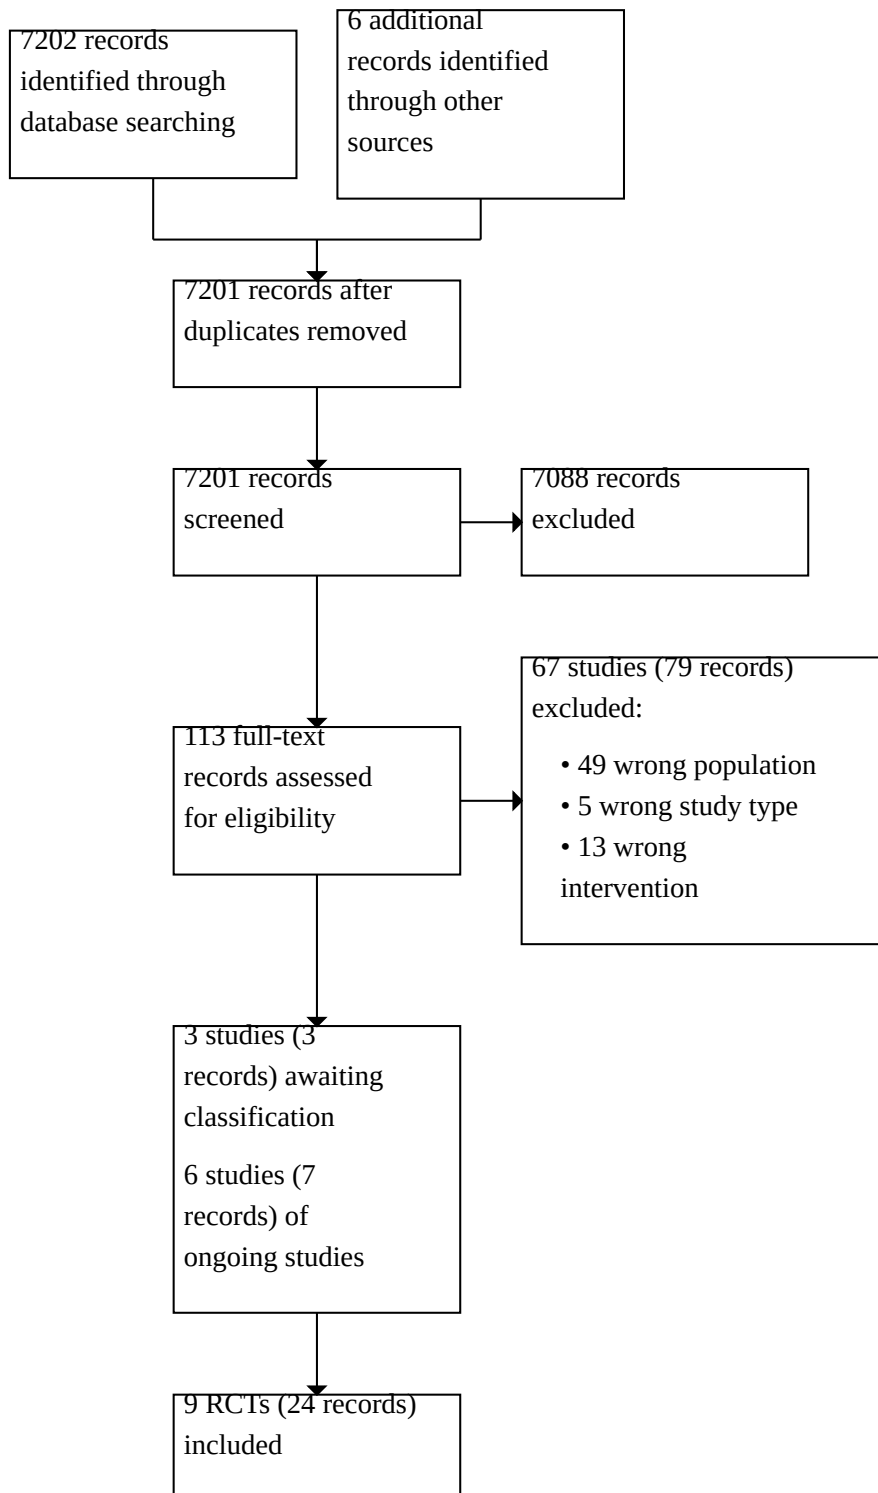 7202 records
identified through
database searching
6 additional
records identified
through other
sources
7201 records after
duplicates removed
7201 records
screened
7088 records
excluded
113 full-text
records assessed
for eligibility
67 studies (79 records)
excluded:
• 49 wrong population
• 5 wrong study type
• 13 wrong
intervention
3 studies (3
records) awaiting
classification
6 studies (7
records) of
ongoing studies
9 RCTs (24 records)
included